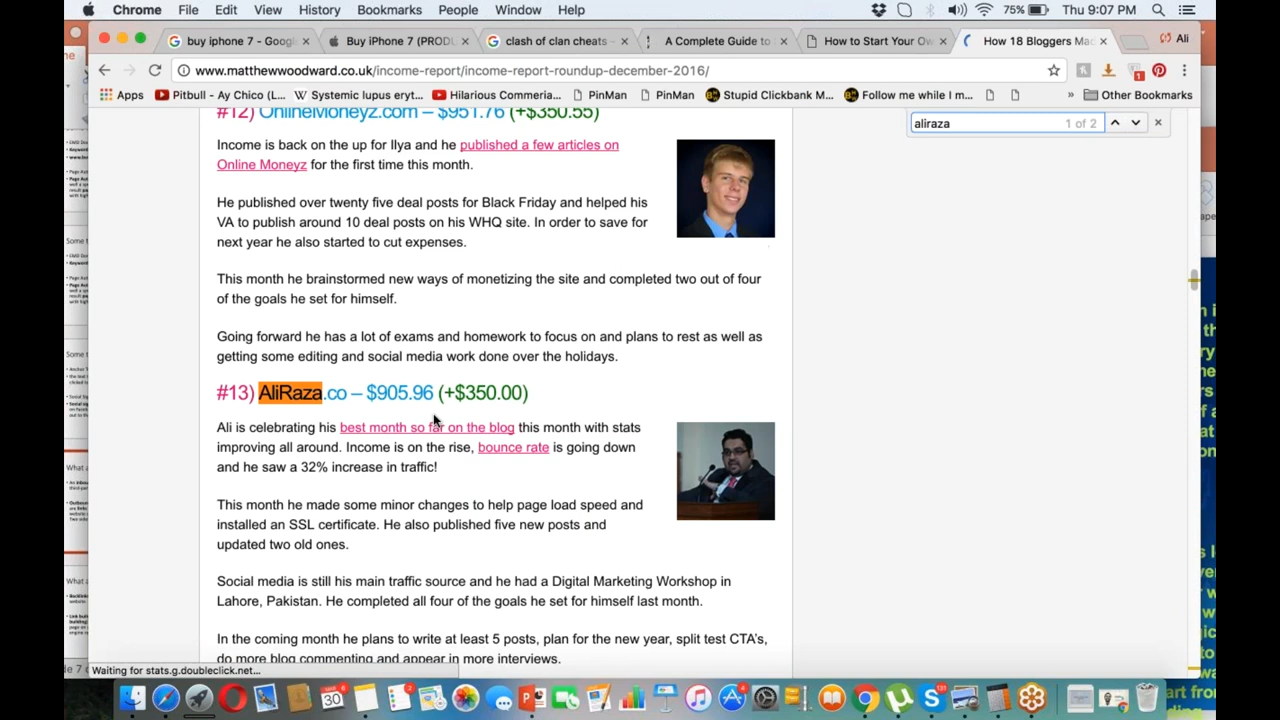 Chrome File Edit View History Bookmarks People Window Help 75% Thu 9:07 PM
buy iphone 7 - Goog
Buy iPhone 7 (PROD
clash of clan cheats -
A Complete Guide
How to Start Your O
How 18 Bloggers Ma
Ali
www.matthewwoodward.co.uk/income-report/income-report-roundup-december-2016/
Apps Pitbull - Ay Chico (L... Systemic lupus eryt... Hilarious Commeria... PinMan PinMan Stupid Clickbank M... Follow me while I m... » Other Bookmarks
aliraza 1 of 2
#12) OnlineMoneyz.com – $951.76 (+$350.55)
Income is back on the up for Ilya and he published a few articles on
Online Moneyz for the first time this month.
He published over twenty five deal posts for Black Friday and helped his
VA to publish around 10 deal posts on his WHQ site. In order to save for
next year he also started to cut expenses.
This month he brainstormed new ways of monetizing the site and completed two out of four
of the goals he set for himself.
Going forward he has a lot of exams and homework to focus on and plans to rest as well as
getting some editing and social media work done over the holidays.
#13) AliRaza.co – $905.96 (+$350.00)
Ali is celebrating his best month so far on the blog this month with stats
improving all around. Income is on the rise, bounce rate is going down
and he saw a 32% increase in traffic!
This month he made some minor changes to help page load speed and
installed an SSL certificate. He also published five new posts and
updated two old ones.
Social media is still his main traffic source and he had a Digital Marketing Workshop in
Lahore, Pakistan. He completed all four of the goals he set for himself last month.
In the coming month he plans to write at least 5 posts, plan for the new year, split test CTA's,
do more blog commenting and appear in more interviews.
Waiting for stats.g.doubleclick.net...